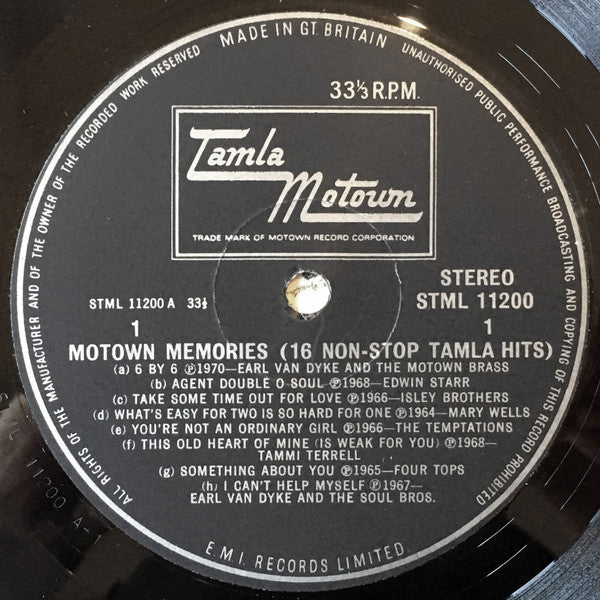 MADE IN GT. BRITAIN
ALL RIGHTS OF THE MANUFACTURER AND OF THE OWNER OF THE RECORDED WORK RESERVED
UNAUTHORISED PUBLIC PERFORMANCE BROADCASTING AND COPYING OF THIS RECORD PROHIBITED
33⅓ R.P.M.
Tamla
Motown
TRADE MARK OF MOTOWN RECORD CORPORATION
STEREO
STML 11200 A 33⅓
STML 11200
1 1
MOTOWN MEMORIES (16 NON-STOP TAMLA HITS)
(a) 6 BY 6 ℗1970—EARL VAN DYKE AND THE MOTOWN BRASS
(b) AGENT DOUBLE O SOUL ℗1968—EDWIN STARR
(c) TAKE SOME TIME OUT FOR LOVE ℗1966—ISLEY BROTHERS
(d) WHAT'S EASY FOR TWO IS SO HARD FOR ONE ℗1964—MARY WELLS
(e) YOU'RE NOT AN ORDINARY GIRL ℗1966—THE TEMPTATIONS
(f) THIS OLD HEART OF MINE (IS WEAK FOR YOU) ℗1968—
TAMMI TERRELL
(g) SOMETHING ABOUT YOU ℗1965—FOUR TOPS
(h) I CAN'T HELP MYSELF ℗1967—
EARL VAN DYKE AND THE SOUL BROS.
E.M.I. RECORDS LIMITED.
11200 A-1